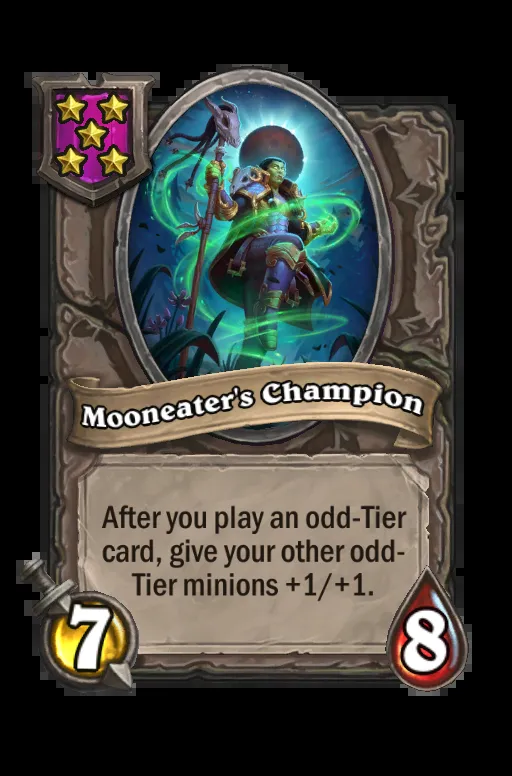 Mooneater's Champion
After you play an odd-Tier
card, give your other odd-
Tier minions +1/+1.
7
8